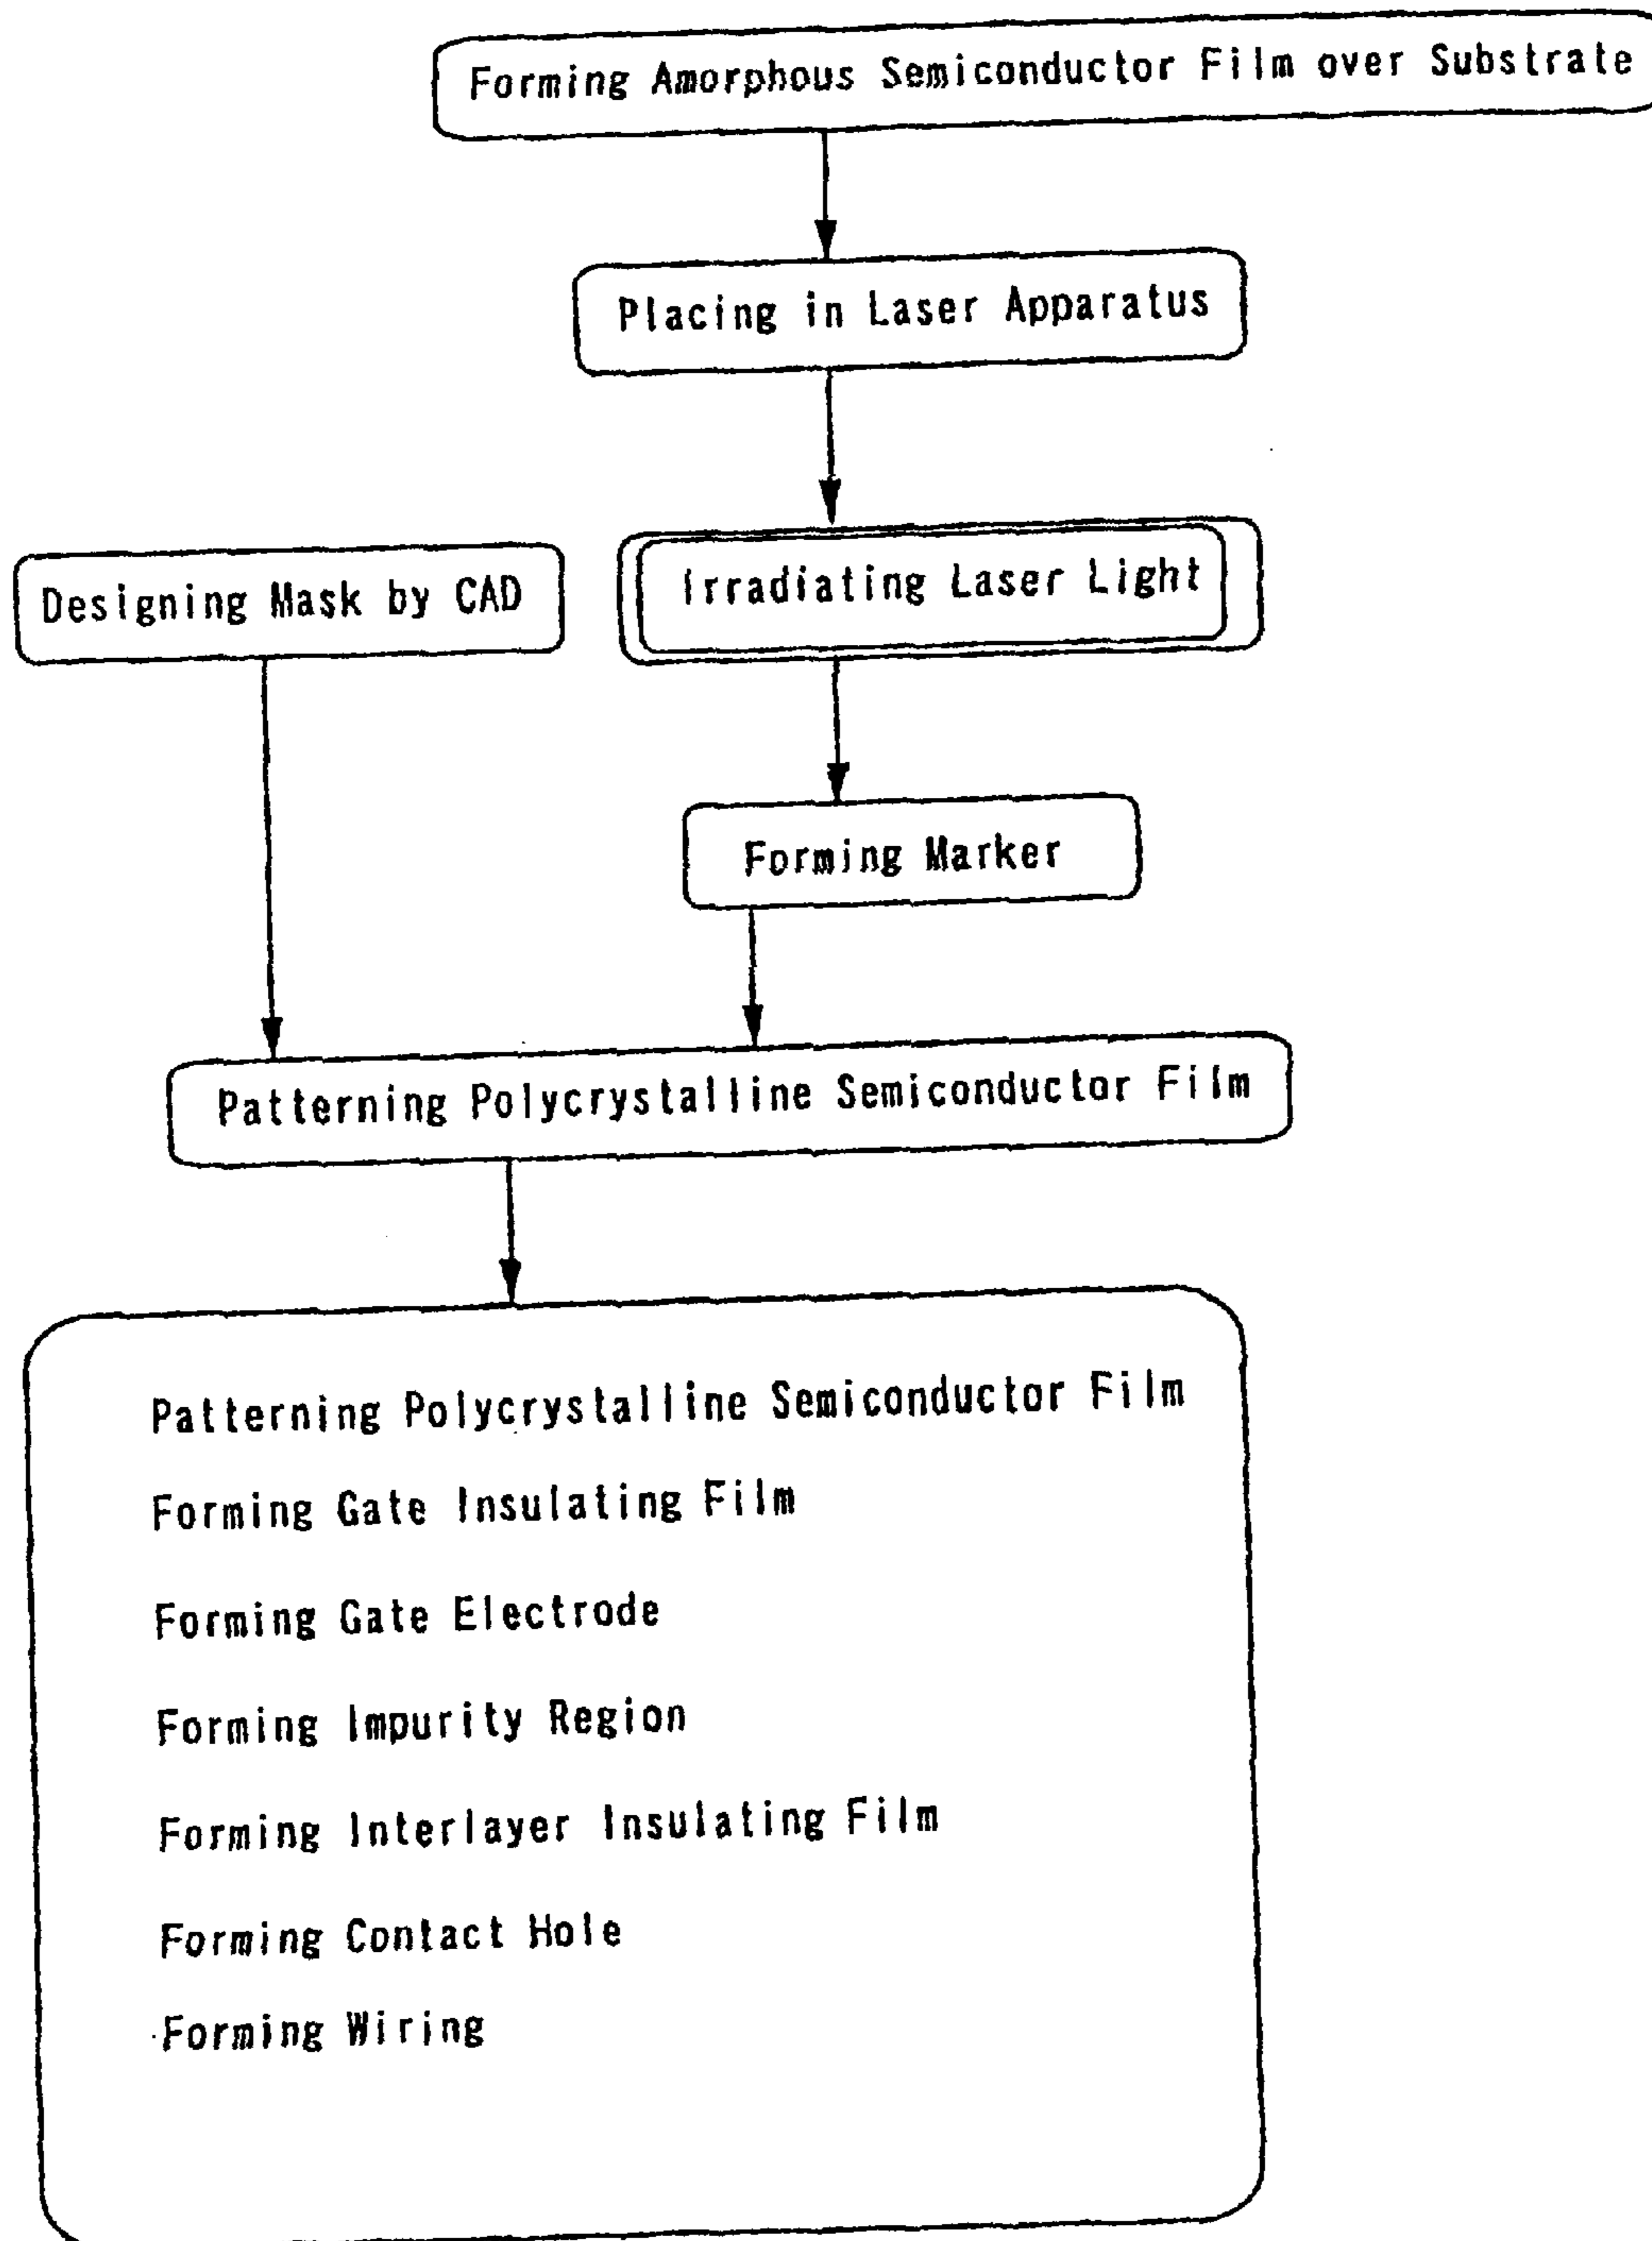 Forming Amorphous Semiconductor Film over Substrate
Placing in Laser Apparatus
Designing Mask by CAD
Irradiating Laser Light
Forming Marker
Patterning Polycrystalline Semiconductor Film
Patterning Polycrystalline Semiconductor Film
Forming Gate Insulating Film
Forming Gate Electrode
Forming Impurity Region
Forming Interlayer Insulating Film
Forming Contact Hole
Forming Wiring